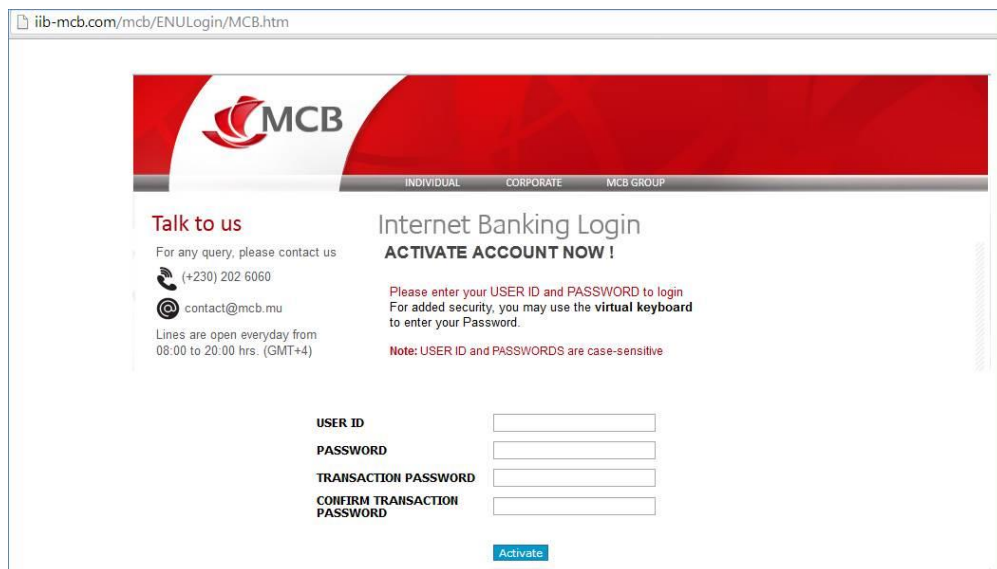 iib-mcb.com/mcb/ENULogin/MCB.htm
MCB
INDIVIDUAL CORPORATE MCB GROUP
Talk to us
For any query, please contact us
(+230) 202 6060
contact@mcb.mu
Lines are open everyday from
08:00 to 20:00 hrs. (GMT+4)
Internet Banking Login
ACTIVATE ACCOUNT NOW !
Please enter your USER ID and PASSWORD to login
For added security, you may use the virtual keyboard
to enter your Password.
Note: USER ID and PASSWORDS are case-sensitive
USER ID
PASSWORD
TRANSACTION PASSWORD
CONFIRM TRANSACTION
PASSWORD
Activate